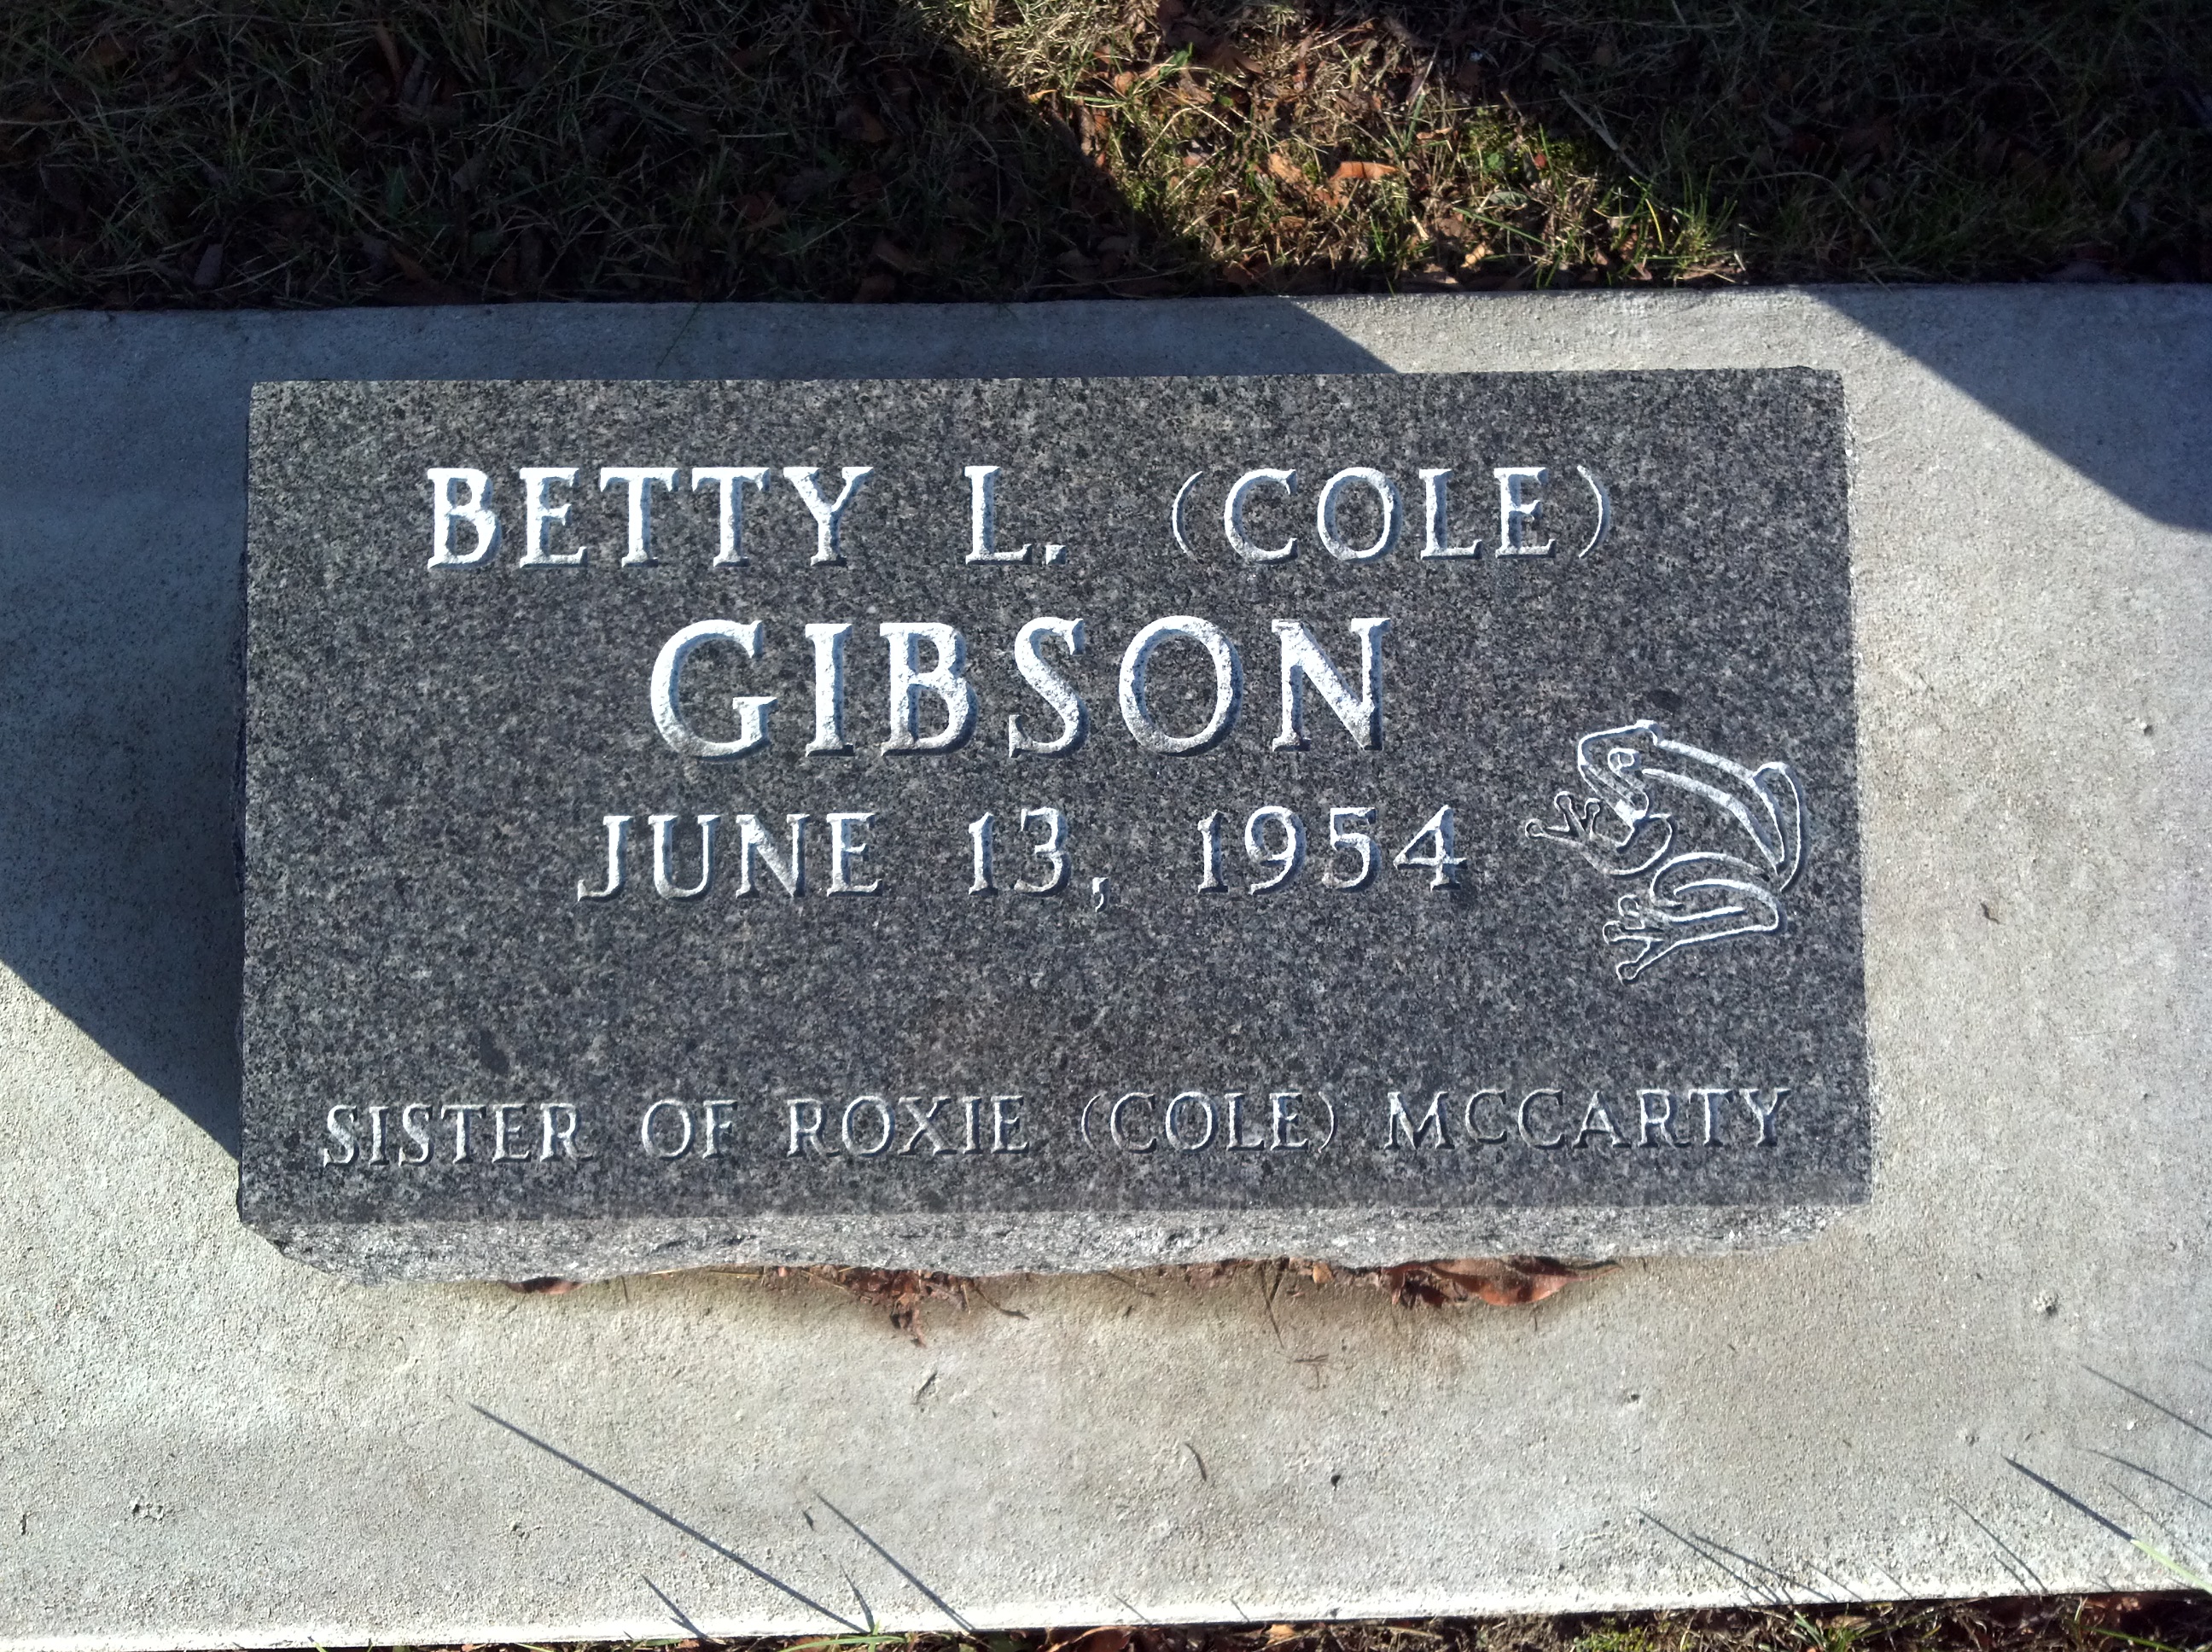 BETTY L. (COLE)
GIBSON
JUNE 13, 1954
SISTER OF ROXIE (COLE) MCCARTY